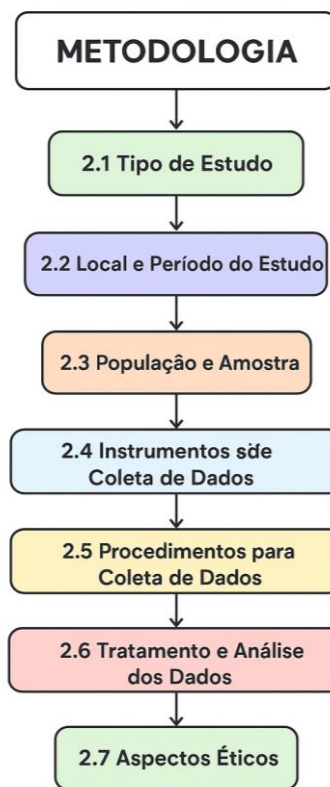 METODOLOGIA
2.1 Tipo de Estudo
2.2 Local e Período do Estudo
2.3 Populaçâo e Amostra
2.4 Instrumentos sde
Coleta de Dados
2.5 Procedimentos para
Coleta de Dados
2.6 Tratamento e Análise
dos Dados
2.7 Aspectos Éticos